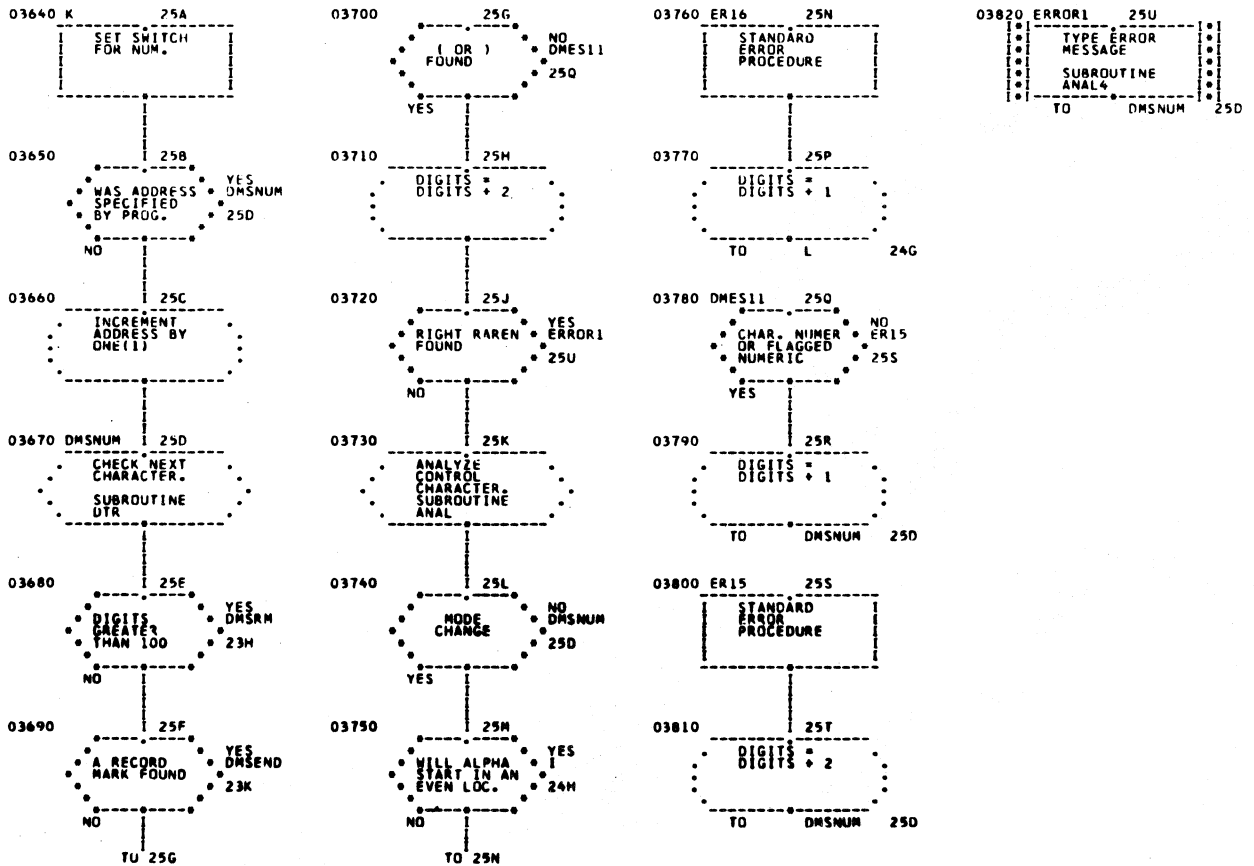 03640 K 25A
SET SWITCH
FOR NUM.
03650 25B
WAS ADDRESS
SPECIFIED
BY PROG.
YES
DMSNUM
25D
NO
03660 25C
INCREMENT
ADDRESS BY
ONE(1)
03670 DMSNUM 25D
CHECK NEXT
CHARACTER.
SUBROUTINE
DTR
03680 25E
DIGITS
GREATER
THAN 100
YES
DMSRM
23H
NO
03690 25F
A RECORD
MARK FOUND
YES
DMSEND
23K
NO
TU 25G
03700 25G
( OR )
FOUND
NO
DMES11
25Q
YES
03710 25H
DIGITS =
DIGITS + 2
03720 25J
RIGHT RAREN
FOUND
YES
ERROR1
25U
NO
03730 25K
ANALYZE
CONTROL
CHARACTER.
SUBROUTINE
ANAL
03740 25L
MODE
CHANGE
NO
DMSNUM
25D
YES
03750 25M
WILL ALPHA
START IN AN
EVEN LOC.
YES
I
24H
NO
TO 25N
03760 ER16 25N
STANDARD
ERROR
PROCEDURE
03770 25P
DIGITS =
DIGITS + 1
TO L 24G
03780 DMES11 25Q
CHAR. NUMER
OR FLAGGED
NUMERIC
NO
ER15
25S
YES
03790 25R
DIGITS =
DIGITS + 1
TO DMSNUM 25D
03800 ER15 25S
STANDARD
ERROR
PROCEDURE
03810 25T
DIGITS =
DIGITS + 2
TO DMSNUM 25D
03820 ERROR1 25U
TYPE ERROR
MESSAGE
SUBROUTINE
ANAL4
TO DMSNUM 25D